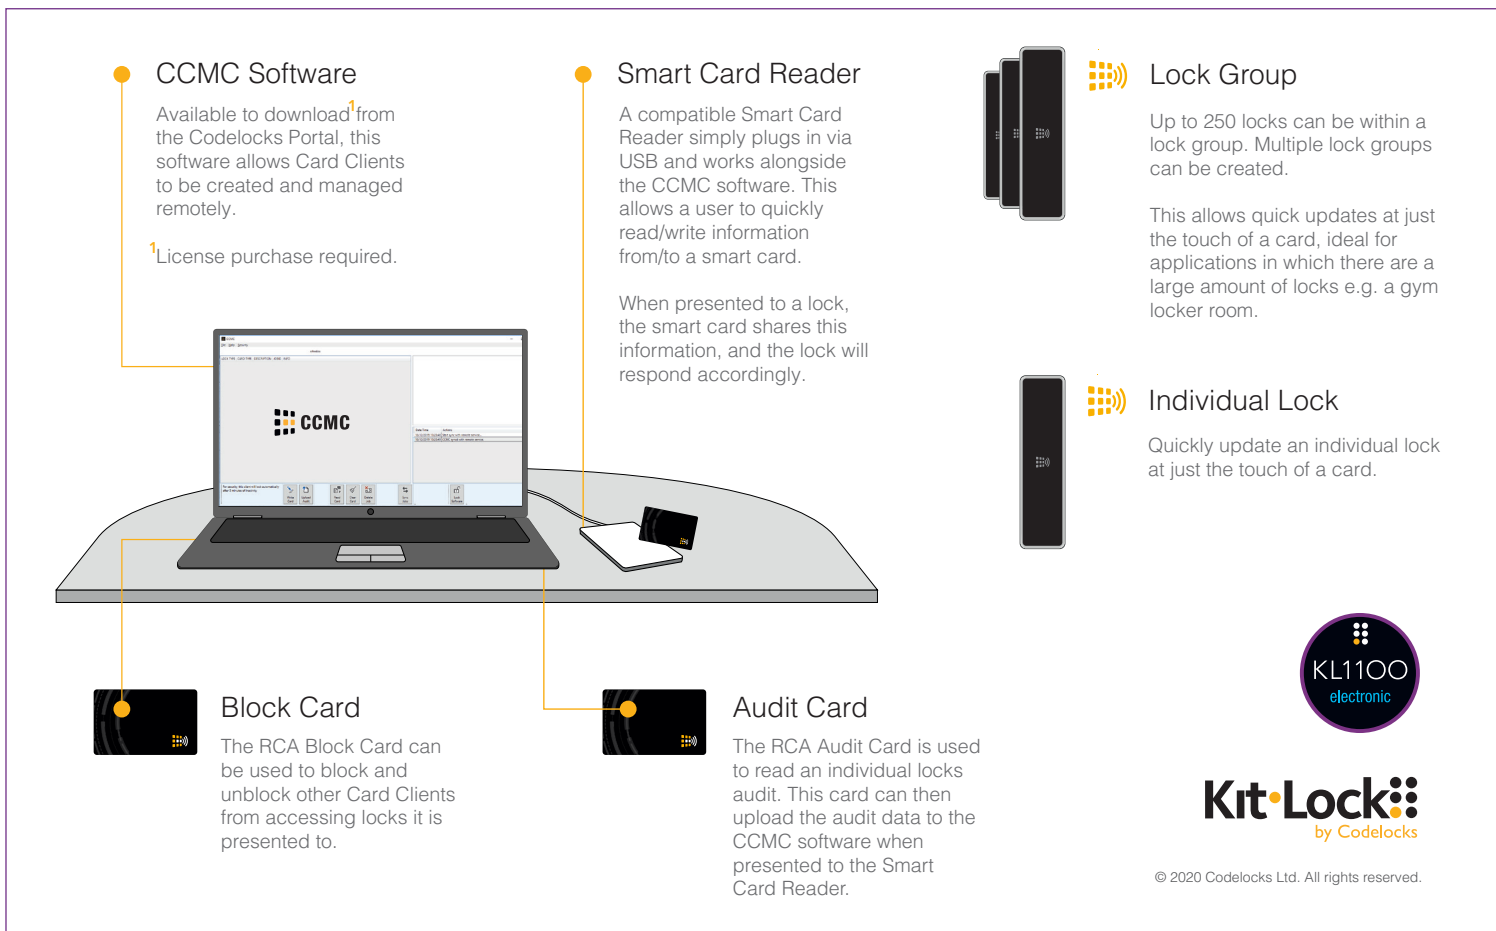 CCMC Software
Available to download¹from
the Codelocks Portal, this
software allows Card Clients
to be created and managed
remotely.
¹License purchase required.
Smart Card Reader
A compatible Smart Card
Reader simply plugs in via
USB and works alongside
the CCMC software. This
allows a user to quickly
read/write information
from/to a smart card.
When presented to a lock,
the smart card shares this
information, and the lock will
respond accordingly.
Lock Group
Up to 250 locks can be within a
lock group. Multiple lock groups
can be created.
This allows quick updates at just
the touch of a card, ideal for
applications in which there are a
large amount of locks e.g. a gym
locker room.
Individual Lock
Quickly update an individual lock
at just the touch of a card.
CCMC
Block Card
The RCA Block Card can
be used to block and
unblock other Card Clients
from accessing locks it is
presented to.
Audit Card
The RCA Audit Card is used
to read an individual locks
audit. This card can then
upload the audit data to the
CCMC software when
presented to the Smart
Card Reader.
KL1100
electronic
Kit·Lock
by Codelocks
© 2020 Codelocks Ltd. All rights reserved.